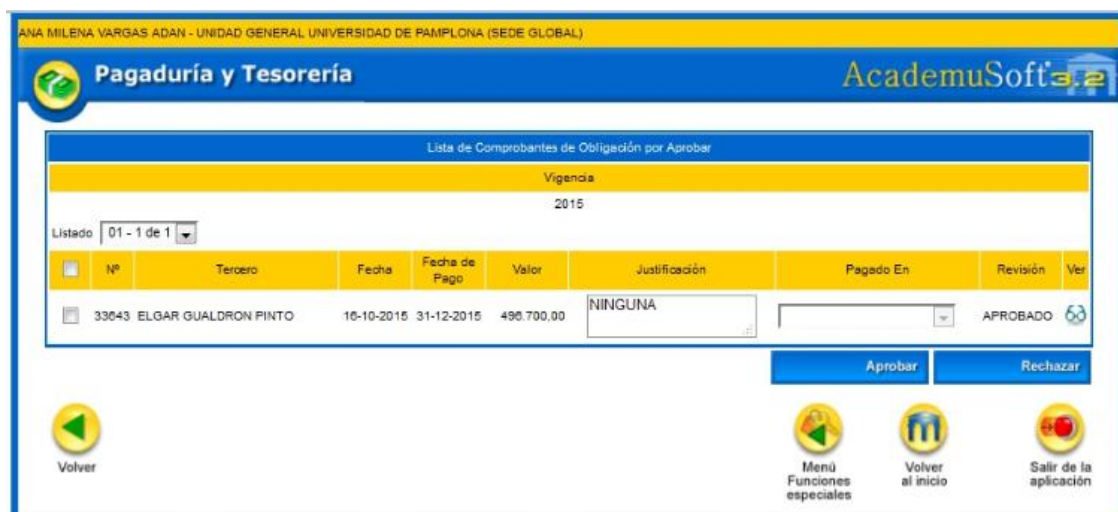 ANA MILENA VARGAS ADAN - UNIDAD GENERAL UNIVERSIDAD DE PAMPLONA (SEDE GLOBAL)
Pagaduría y Tesorería
AcademuSoft 3.2
Lista de Comprobantes de Obligación por Aprobar
Vigencia
2015
Listado 01 - 1 de 1
Nº Tercero Fecha Fecha de Pago Valor Justificación Pagado En Revisión Ver
33643 ELGAR GUALDRON PINTO 16-10-2015 31-12-2015 496.700,00 NINGUNA APROBADO
Aprobar Rechazar
Volver
Menú Funciones especiales
Volver al inicio
Salir de la aplicación